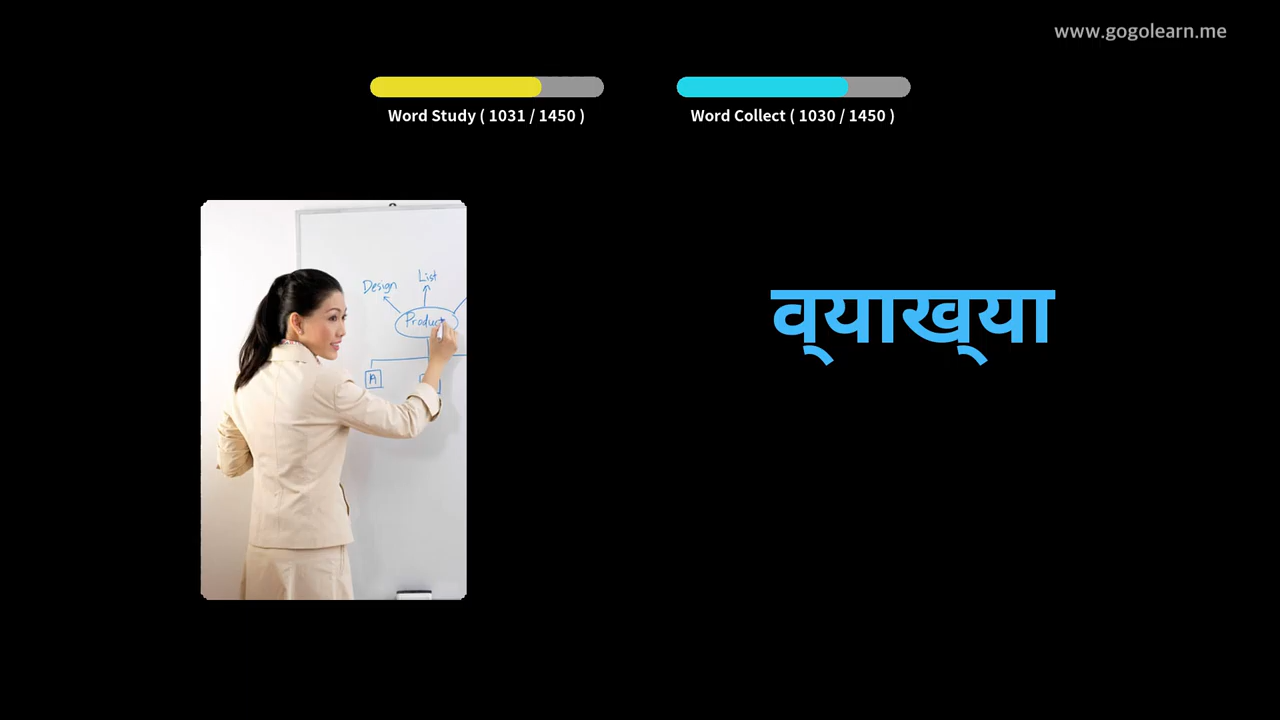 www.gogolearn.me
Word Study ( 1031 / 1450 )
Word Collect ( 1030 / 1450 )
Design
List
Product
A
व्याख्या